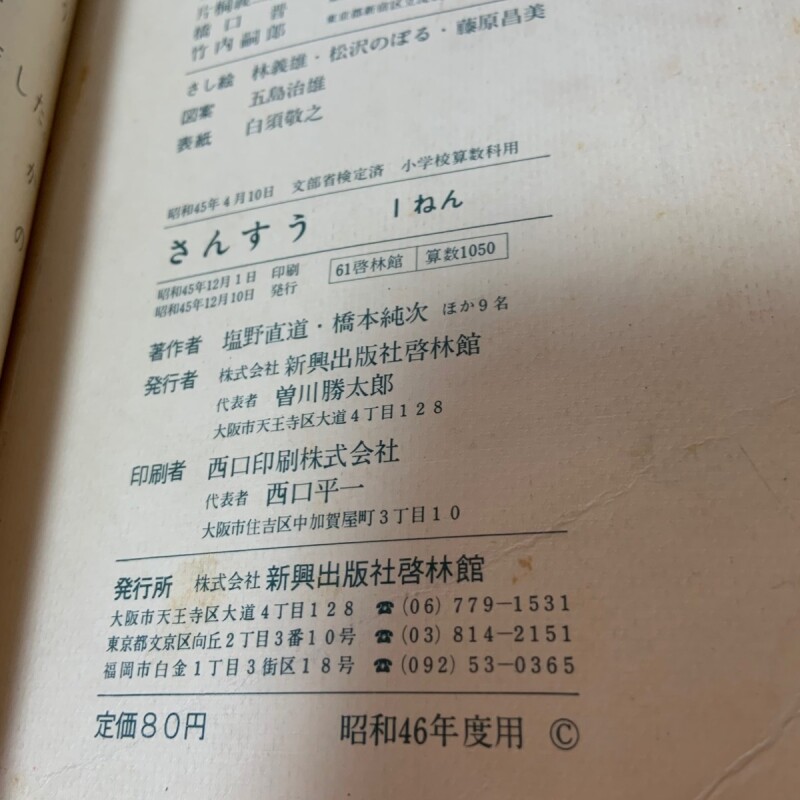 橋口晋
竹内嗣郎
さし絵 林義雄・松沢のぼる・藤原昌美
図案 五島治雄
表紙 白須敬之
昭和45年4月10日 文部省検定済 小学校算数科用
さんすう 1ねん
昭和45年12月1日 印刷
昭和45年12月10日 発行
61啓林館 算数1050
著作者 塩野直道・橋本純次 ほか9名
発行者 株式会社 新興出版社啓林館
代表者 曽川勝太郎
大阪市天王寺区大道4丁目128
印刷者 西口印刷株式会社
代表者 西口平一
大阪市住吉区中加賀屋町3丁目10
発行所 株式会社 新興出版社啓林館
大阪市天王寺区大道4丁目128 ☎(06)779-1531
東京都文京区向丘2丁目3番10号 ☎(03)814-2151
福岡市白金1丁目3街区18号 ☎(092)53-0365
定価80円 昭和46年度用 ©